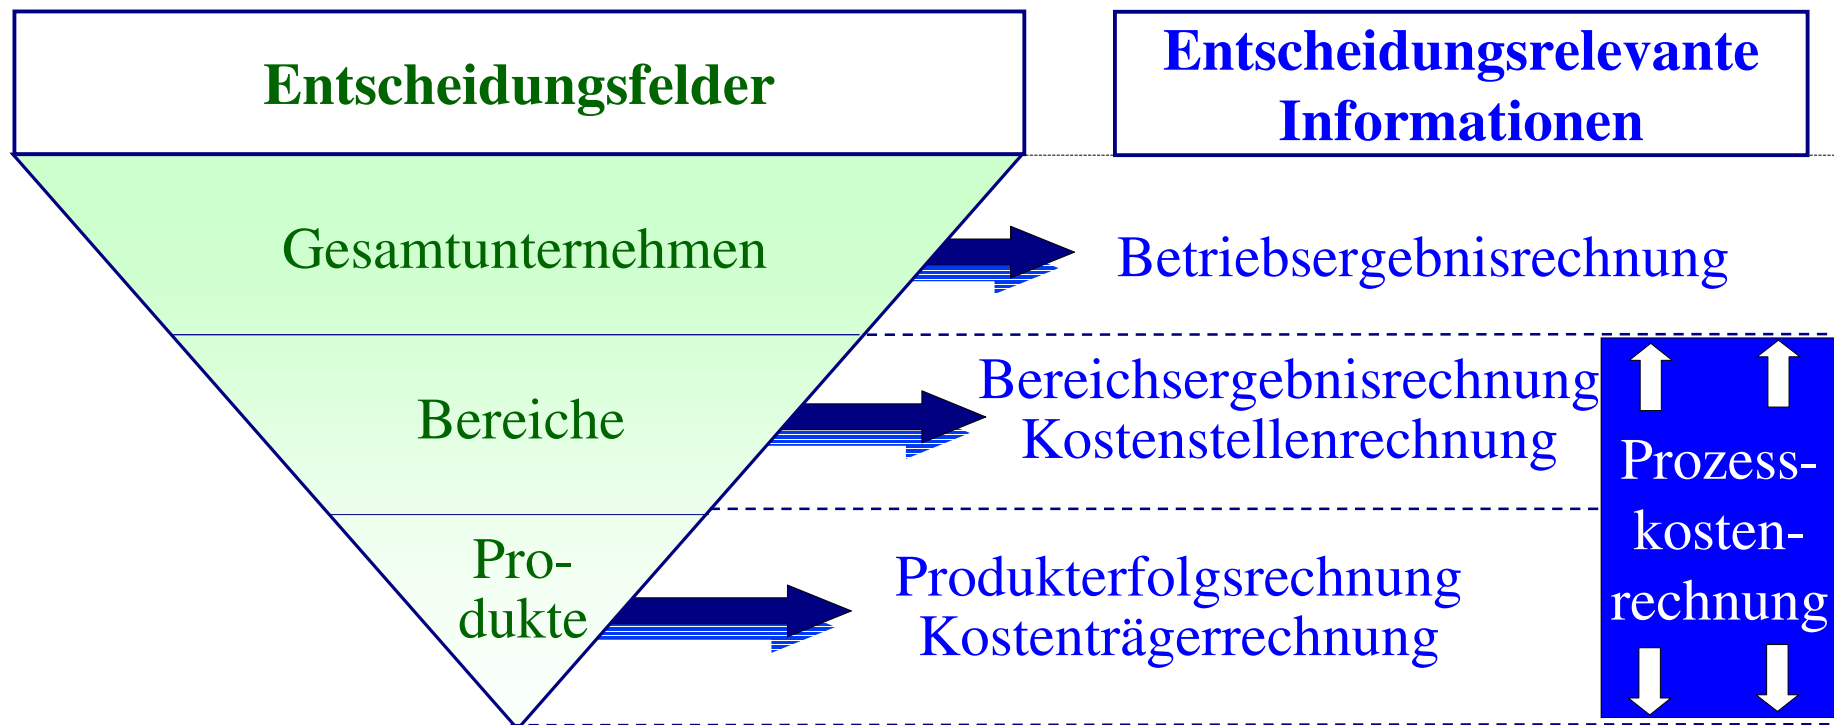 Entscheidungsfelder
Entscheidungsrelevante
Informationen
Gesamtunternehmen
Betriebsergebnisrechnung
Bereiche
Bereichsergebnisrechnung
Kostenstellenrechnung
Pro-
dukte
Produkterfolgsrechnung
Kostenträgerrechnung
Prozess-
kosten-
rechnung